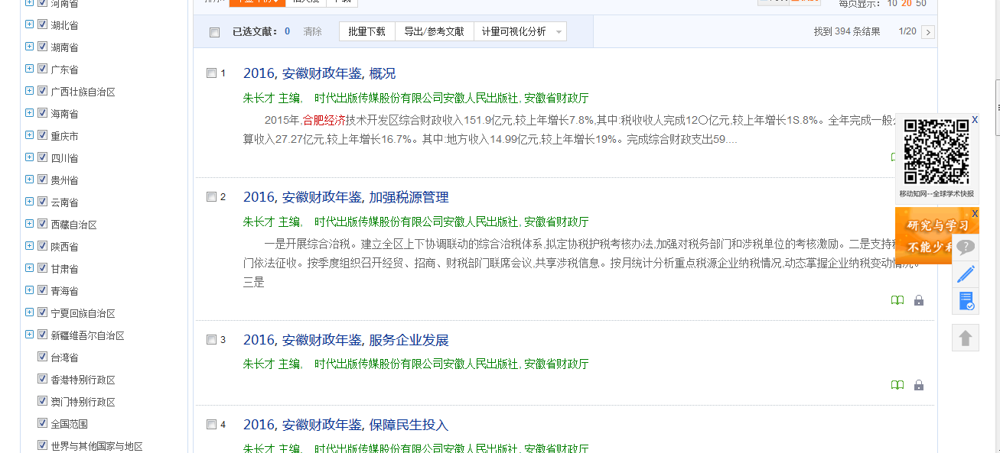 河南省
湖北省
湖南省
广东省
广西壮族自治区
海南省
重庆市
四川省
贵州省
云南省
西藏自治区
陕西省
甘肃省
青海省
宁夏回族自治区
新疆维吾尔自治区
台湾省
香港特别行政区
澳门特别行政区
全国范围
世界与其他国家与地区
每页显示: 10 20 50
已选文献: 0 清除 批量下载 导出/参考文献 计量可视化分析 找到 394 条结果 1/20
1 2016, 安徽财政年鉴, 概况
朱长才 主编, 时代出版传媒股份有限公司安徽人民出版社, 安徽省财政厅
2015年,合肥经济技术开发区综合财政收入151.9亿元,较上年增长7.8%,其中:税收收人完成12〇亿元,较上年增长1S.8%。全年完成一般公
算收入27.27亿元,较上年增长16.7%。其中:地方收入14.99亿元,较上年增长19%。完成综合财政支出59....
2 2016, 安徽财政年鉴, 加强税源管理
朱长才 主编, 时代出版传媒股份有限公司安徽人民出版社, 安徽省财政厅
一是开展综合治税。建立全区上下协调联动的综合治税体系,拟定协税护税考核办法,加强对税务部门和涉税单位的考核激励。二是支持税
门依法征收。按季度组织召开经贸、招商、财税部门联席会议,共享涉税信息。按月统计分析重点税源企业纳税情况,动态掌握企业纳税变动情况。
三是
3 2016, 安徽财政年鉴, 服务企业发展
朱长才 主编, 时代出版传媒股份有限公司安徽人民出版社, 安徽省财政厅
4 2016, 安徽财政年鉴, 保障民生投入
朱长才 主编, 时代出版传媒股份有限公司安徽人民出版社, 安徽省财政厅
X
移动知网--全球学术快报
X
研究与学习
不能少利
?